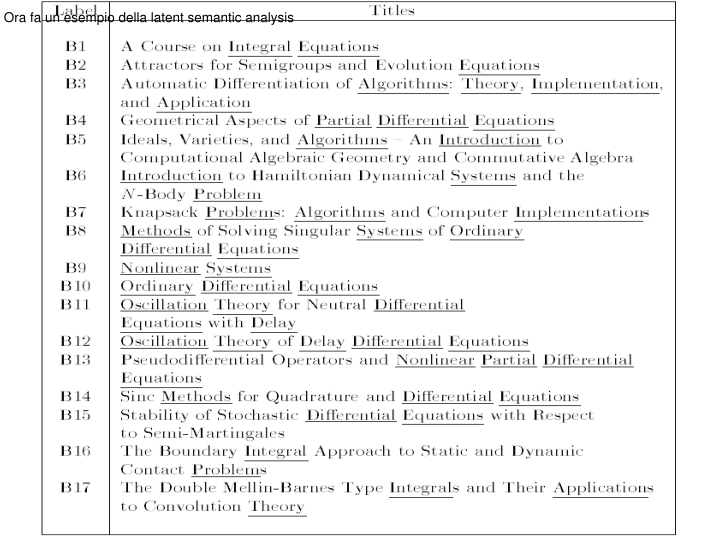 Label Titles
Ora fa un esempio della latent semantic analysis
B1 A Course on Integral Equations
B2 Attractors for Semigroups and Evolution Equations
B3 Automatic Differentiation of Algorithms: Theory, Implementation,
and Application
B4 Geometrical Aspects of Partial Differential Equations
B5 Ideals, Varieties, and Algorithms – An Introduction to
Computational Algebraic Geometry and Commutative Algebra
B6 Introduction to Hamiltonian Dynamical Systems and the
N-Body Problem
B7 Knapsack Problems: Algorithms and Computer Implementations
B8 Methods of Solving Singular Systems of Ordinary
Differential Equations
B9 Nonlinear Systems
B10 Ordinary Differential Equations
B11 Oscillation Theory for Neutral Differential
Equations with Delay
B12 Oscillation Theory of Delay Differential Equations
B13 Pseudodifferential Operators and Nonlinear Partial Differential
Equations
B14 Sinc Methods for Quadrature and Differential Equations
B15 Stability of Stochastic Differential Equations with Respect
to Semi-Martingales
B16 The Boundary Integral Approach to Static and Dynamic
Contact Problems
B17 The Double Mellin-Barnes Type Integrals and Their Applications
to Convolution Theory